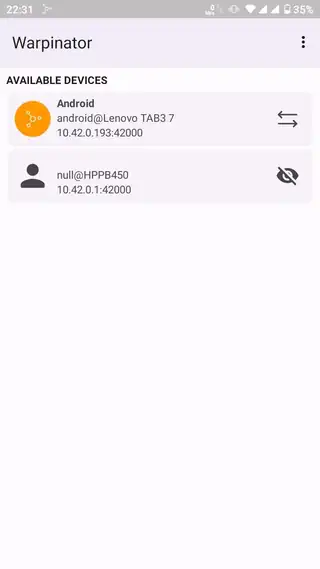 22:31
35%
Warpinator
AVAILABLE DEVICES
Android
android@Lenovo TAB3 7
10.42.0.193:42000
null@HPPB450
10.42.0.1:42000